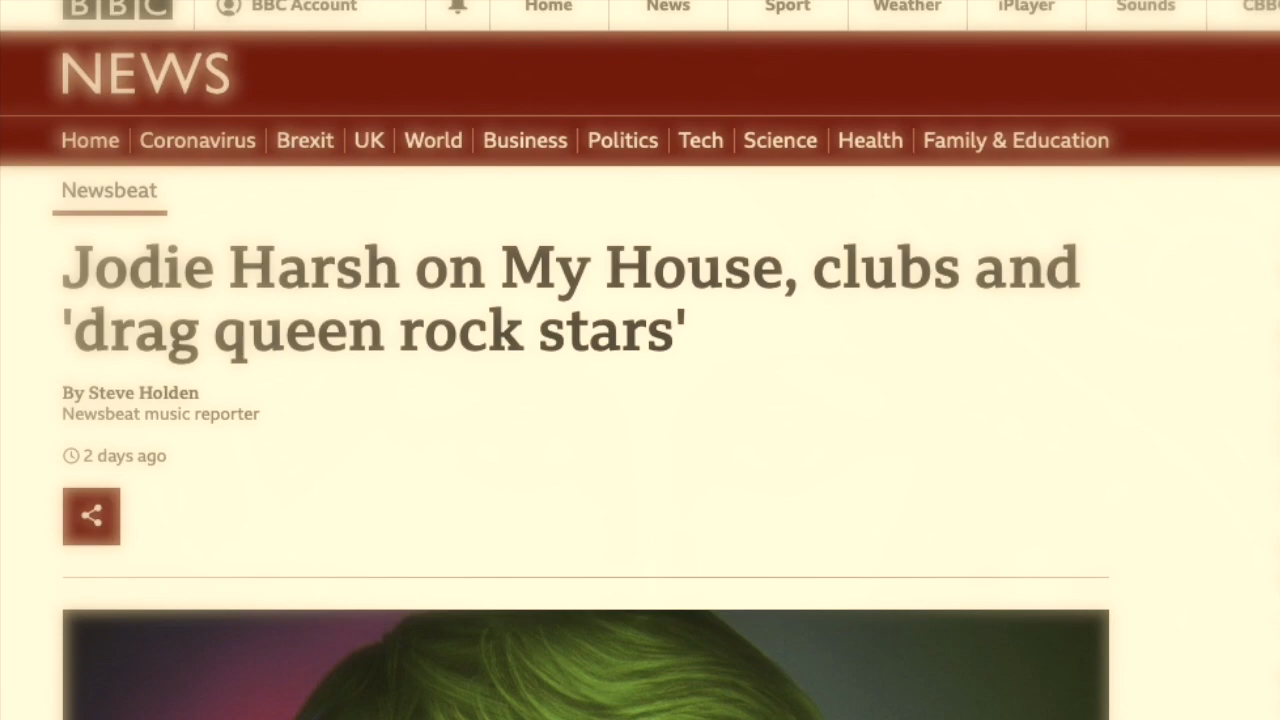 BBC BBC Account Home News Sport Weather iPlayer Sounds CBB
NEWS
Home Coronavirus Brexit UK World Business Politics Tech Science Health Family & Education
Newsbeat
Jodie Harsh on My House, clubs and
'drag queen rock stars'
By Steve Holden
Newsbeat music reporter
2 days ago